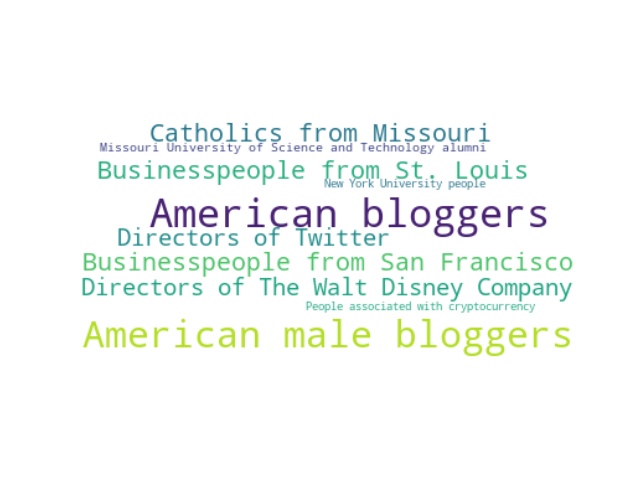 Catholics from Missouri
Missouri University of Science and Technology alumni
Businesspeople from St. Louis
New York University people
American bloggers
Directors of Twitter
Businesspeople from San Francisco
Directors of The Walt Disney Company
People associated with cryptocurrency
American male bloggers